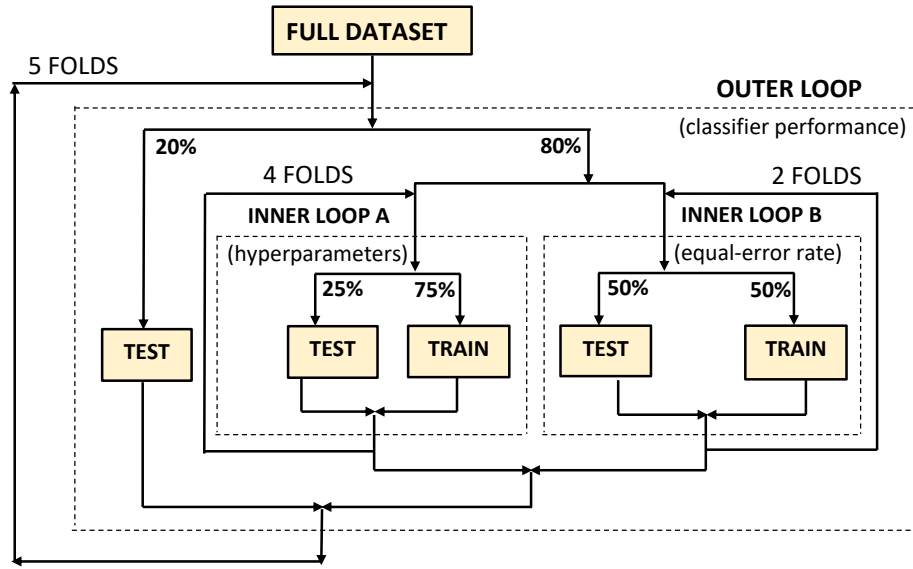 FULL DATASET
5 FOLDS
OUTER LOOP
(classifier performance)
20%
80%
4 FOLDS
2 FOLDS
INNER LOOP A
INNER LOOP B
(hyperparameters)
(equal-error rate)
25%
75%
50%
50%
TEST
TEST
TRAIN
TEST
TRAIN